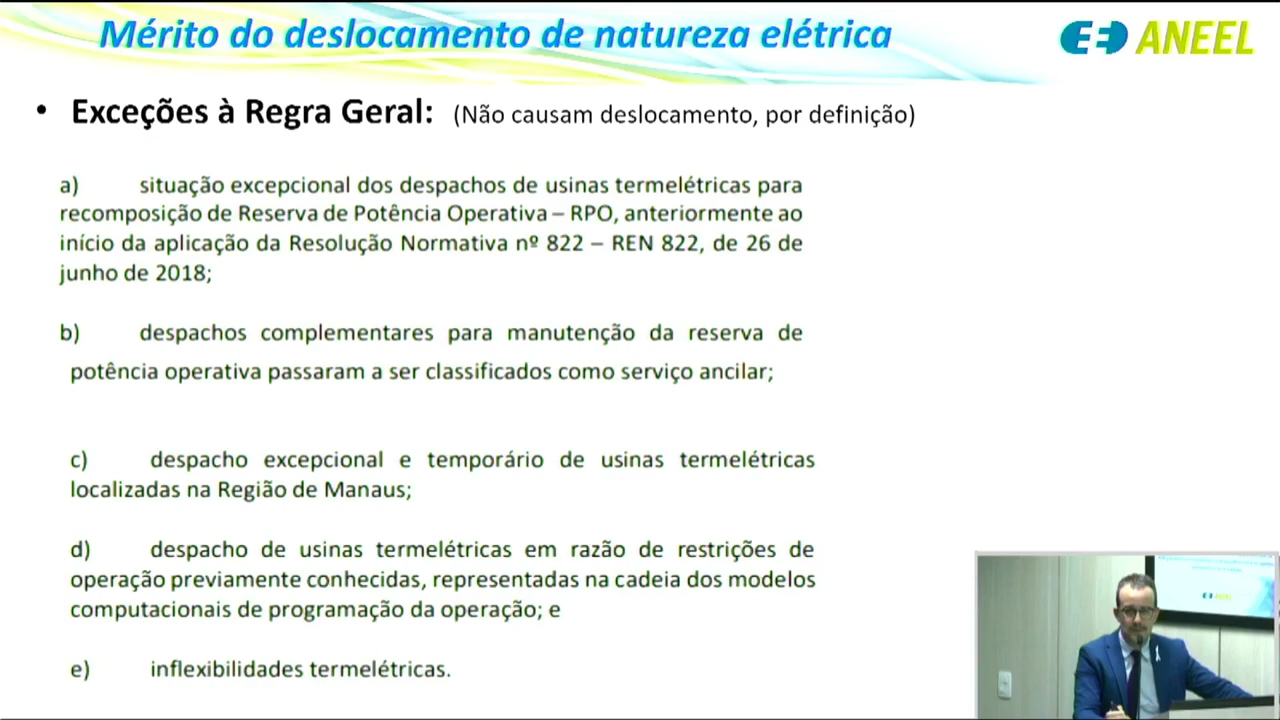 Mérito do deslocamento de natureza elétrica
ANEEL
• Exceções à Regra Geral: (Não causam deslocamento, por definição)
a) situação excepcional dos despachos de usinas termelétricas para
recomposição de Reserva de Potência Operativa – RPO, anteriormente ao
início da aplicação da Resolução Normativa nº 822 – REN 822, de 26 de
junho de 2018;
b) despachos complementares para manutenção da reserva de
potência operativa passaram a ser classificados como serviço ancilar;
c) despacho excepcional e temporário de usinas termelétricas
localizadas na Região de Manaus;
d) despacho de usinas termelétricas em razão de restrições de
operação previamente conhecidas, representadas na cadeia dos modelos
computacionais de programação da operação; e
e) inflexibilidades termelétricas.
ANEEL